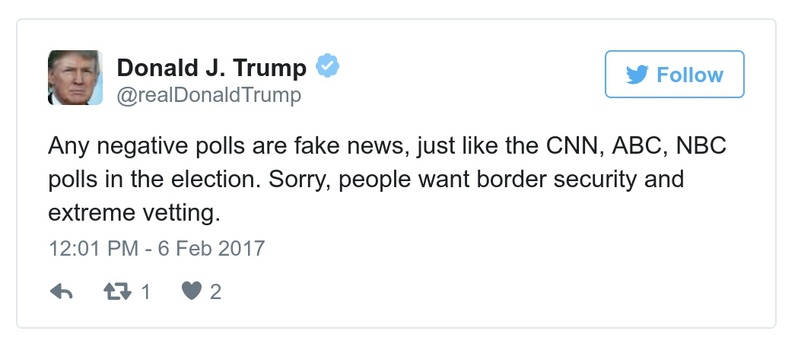 Donald J. Trump
Follow
@realDonaldTrump
Any negative polls are fake news, just like the CNN, ABC, NBC
polls in the election. Sorry, people want border security and
extreme vetting.
12:01 PM - 6 Feb 2017
1 2